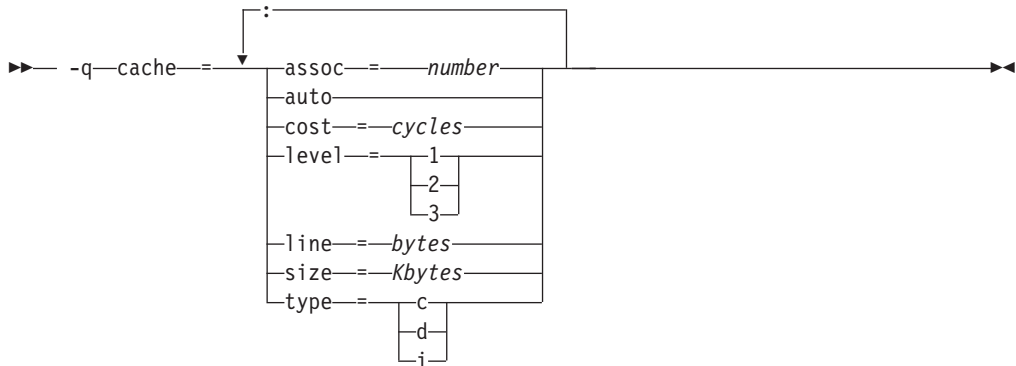 :
-q cache = assoc = number
auto
cost = cycles
level = 1
2
3
line = bytes
size = Kbytes
type = c
d
i